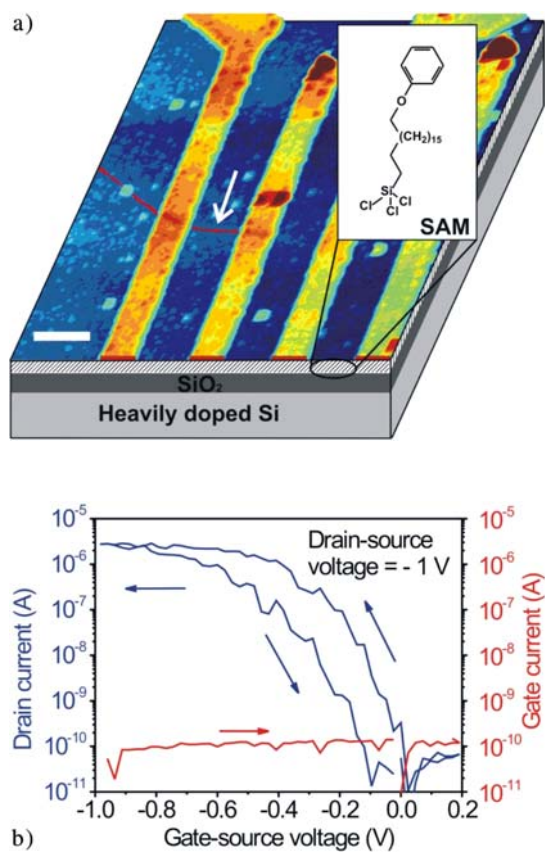 a)
O
(CH₂)₁₅
Si
Cl Cl
Cl
SAM
SiO₂
Heavily doped Si
10⁻⁵ 10⁻⁵
10⁻⁶ 10⁻⁶
10⁻⁷ 10⁻⁷
10⁻⁸ 10⁻⁸
10⁻⁹ 10⁻⁹
10⁻¹⁰ 10⁻¹⁰
10⁻¹¹ 10⁻¹¹
Drain current (A)
Drain-source
voltage = - 1 V
Gate current (A)
-1.0 -0.8 -0.6 -0.4 -0.2 0.0 0.2
Gate-source voltage (V)
b)